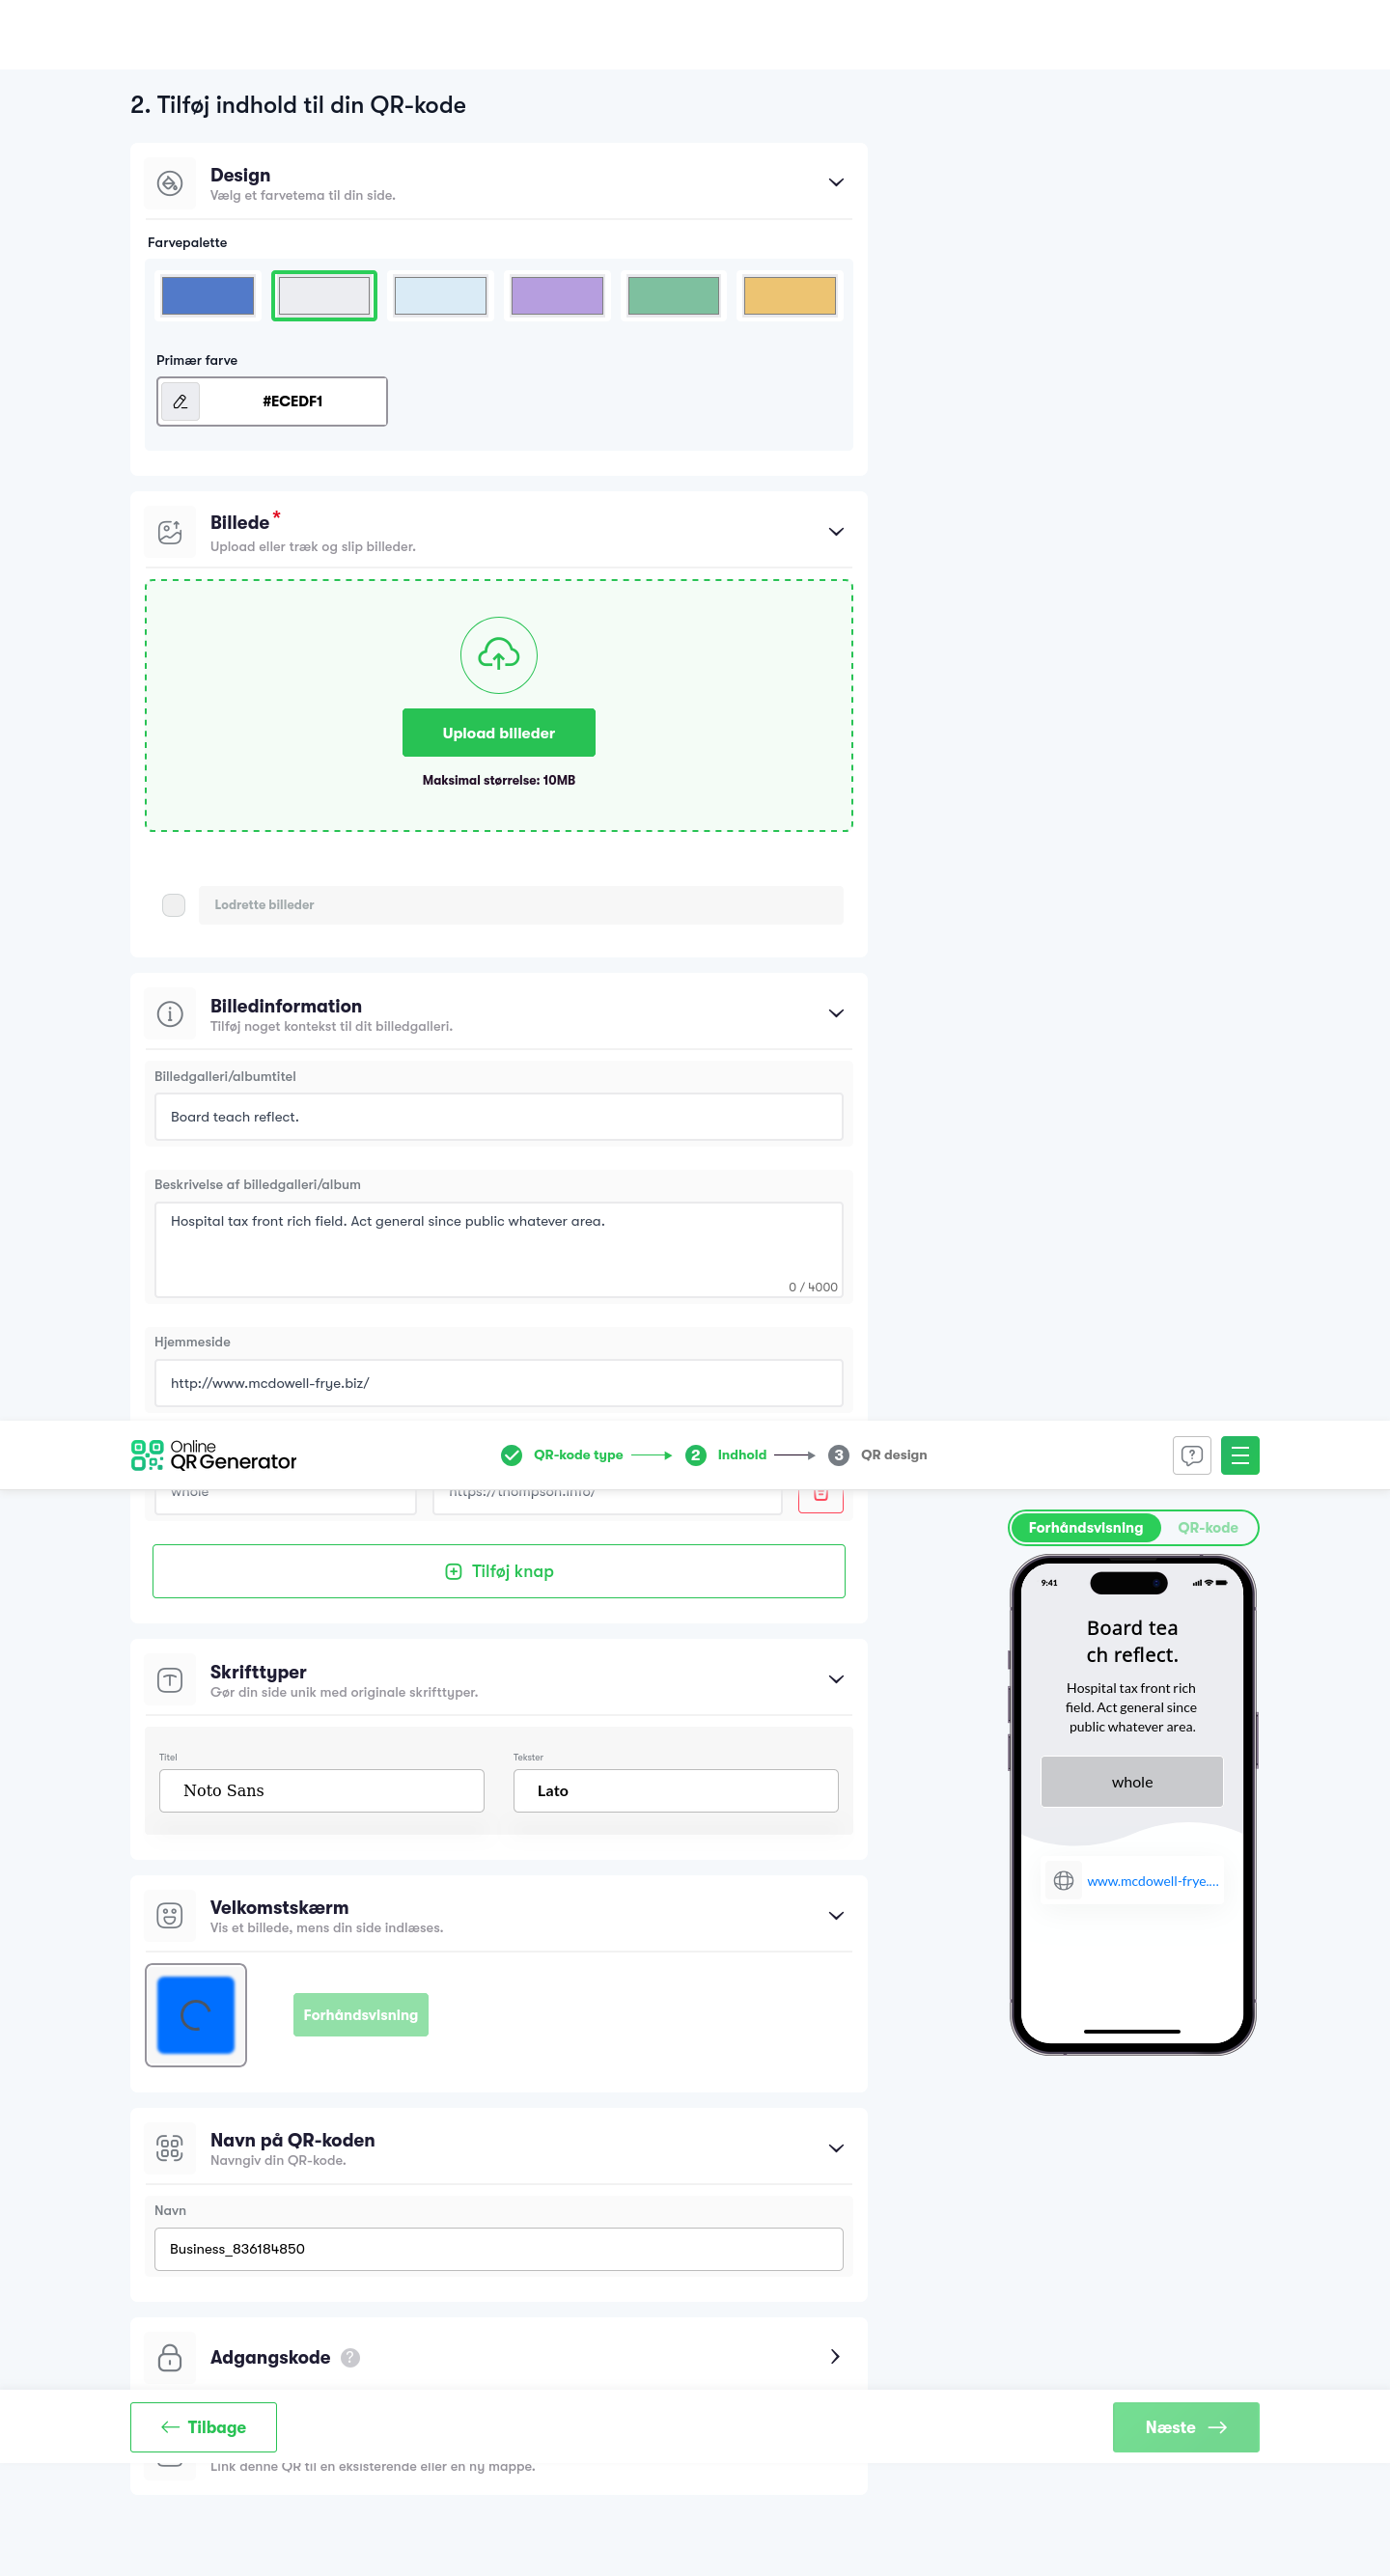 2. Tilføj indhold til din QR-kode
Design
Vælg et farvetema til din side.
Farvepalette
Primær farve
#ECEDF1
Billede *
Upload eller træk og slip billeder.
Upload billeder
Maksimal størrelse: 10MB
Lodrette billeder
Billedinformation
Tilføj noget kontekst til dit billedgalleri.
Billedgalleri/albumtitel
Board teach reflect.
Beskrivelse af billedgalleri/album
Hospital tax front rich field. Act general since public whatever area.
0 / 4000
Hjemmeside
http://www.mcdowell-frye.biz/
Online
QR Generator
QR-kode type
2 Indhold
3 QR design
whole
https://thompson.info/
Tilføj knap
Forhåndsvisning
QR-kode
9:41
Board tea
ch reflect.
Hospital tax front rich
field. Act general since
public whatever area.
whole
www.mcdowell-frye....
Skrifttyper
Gør din side unik med originale skrifttyper.
Titel
Noto Sans
Tekster
Lato
Velkomstskærm
Vis et billede, mens din side indlæses.
Forhåndsvisning
Navn på QR-koden
Navngiv din QR-kode.
Navn
Business_836184850
Adgangskode ?
Tilbage
Næste
Link denne QR til en eksisterende eller en ny mappe.